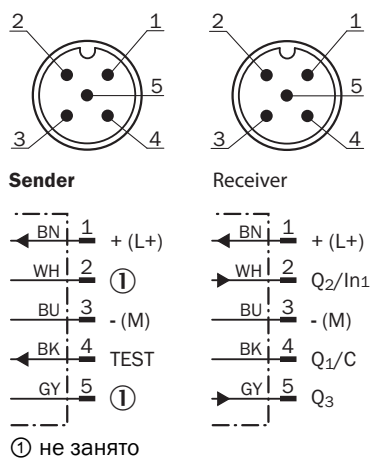 2 1 2 1
5 5
3 4 3 4
Sender Receiver
BN 1 + (L+) BN 1 + (L+)
WH 2 ① WH 2 Q2/In1
BU 3 - (M) BU 3 - (M)
BK 4 TEST BK 4 Q1/C
GY 5 ① GY 5 Q3
① не занято